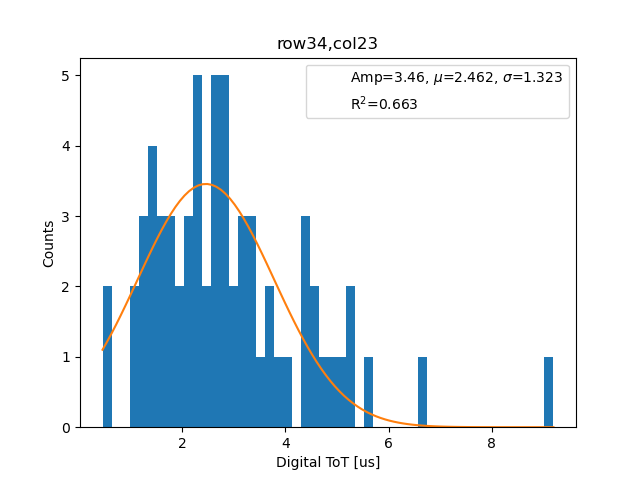 row34,col23
Amp=3.46, μ=2.462, σ=1.323
R²=0.663
5
4
3
2
1
0
Counts
2 4 6 8
Digital ToT [us]